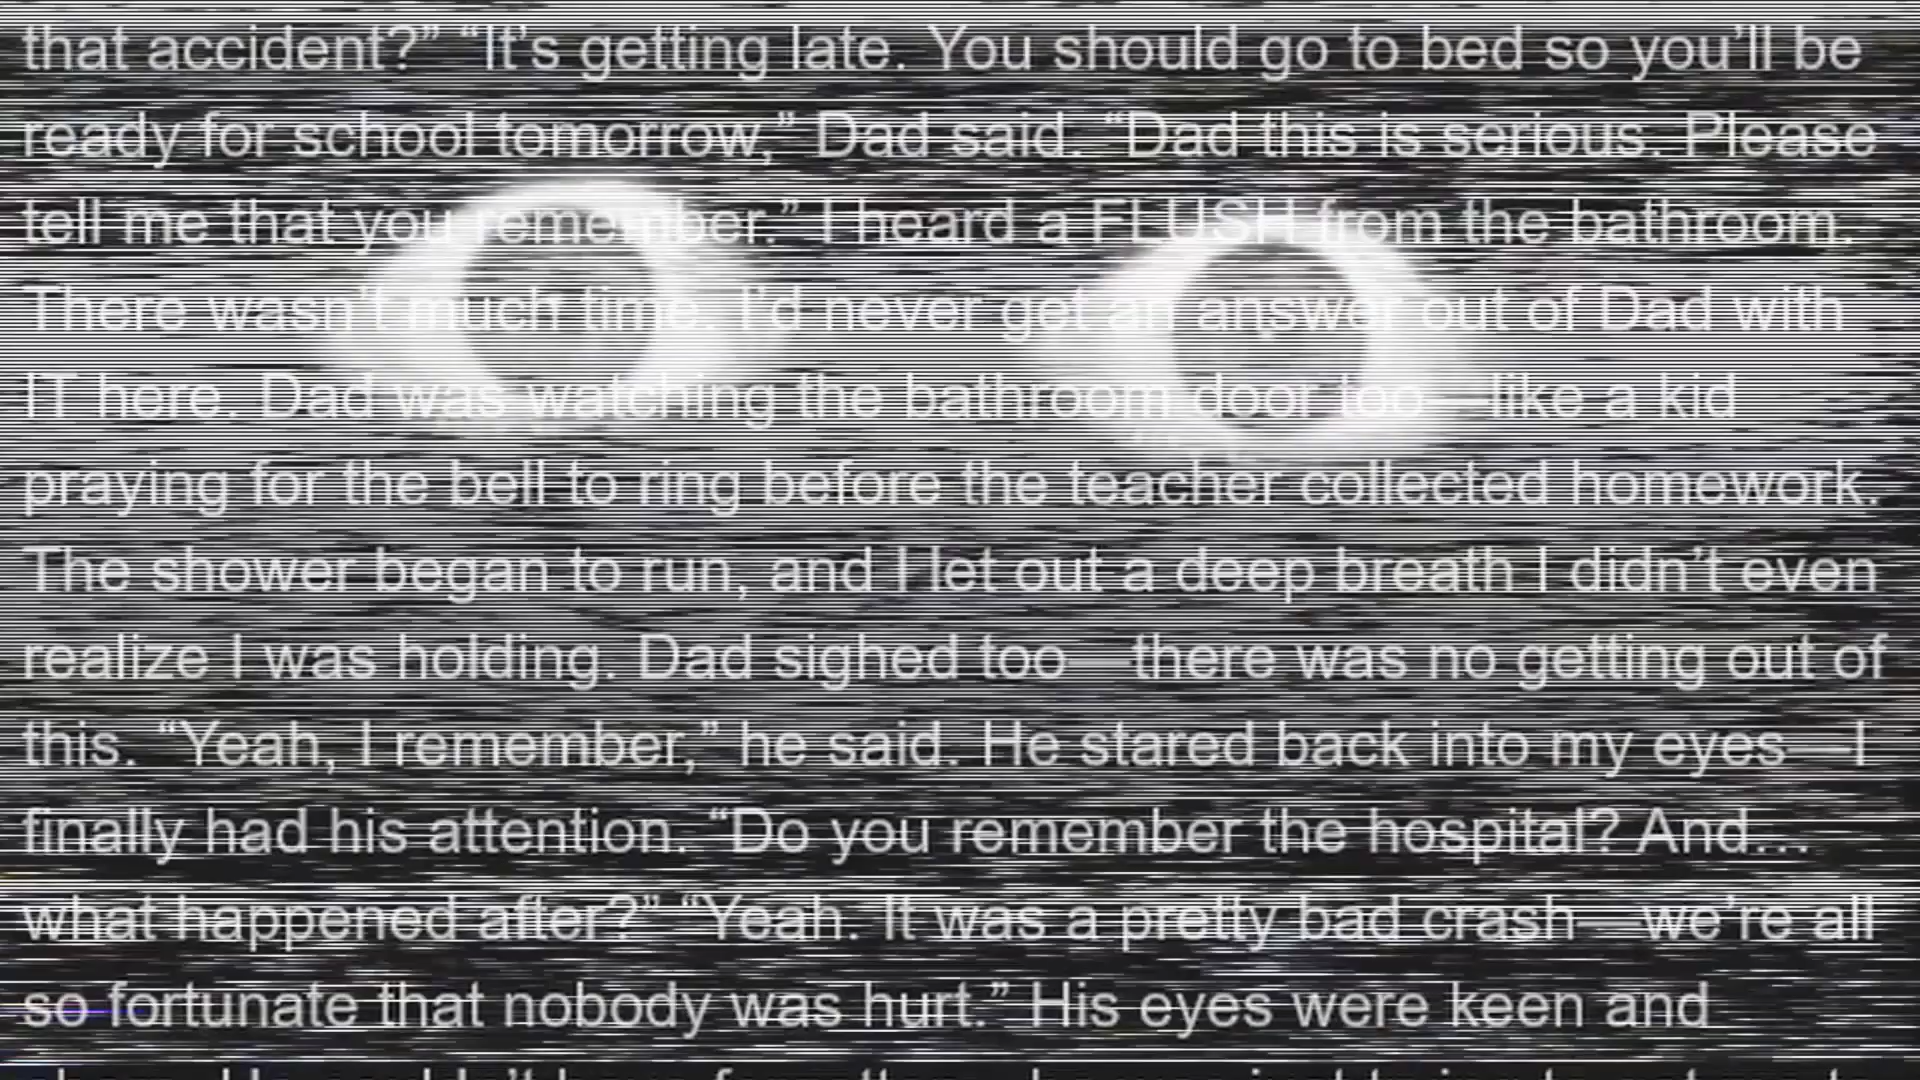 that accident?” “It’s getting late. You should go to bed so you’ll be
ready for school tomorrow,” Dad said. “Dad this is serious. Please
tell me that you remember.” I heard a FLUSH from the bathroom.
There wasn’t much time. I’d never get an answer out of Dad with
IT here. Dad was watching the bathroom door too—like a kid
praying for the bell to ring before the teacher collected homework.
The shower began to run, and I let out a deep breath I didn’t even
realize I was holding. Dad sighed too—there was no getting out of
this. “Yeah, I remember,” he said. He stared back into my eyes—I
finally had his attention. “Do you remember the hospital? And…
what happened after?” “Yeah. It was a pretty bad crash—we’re all
so fortunate that nobody was hurt.” His eyes were keen and